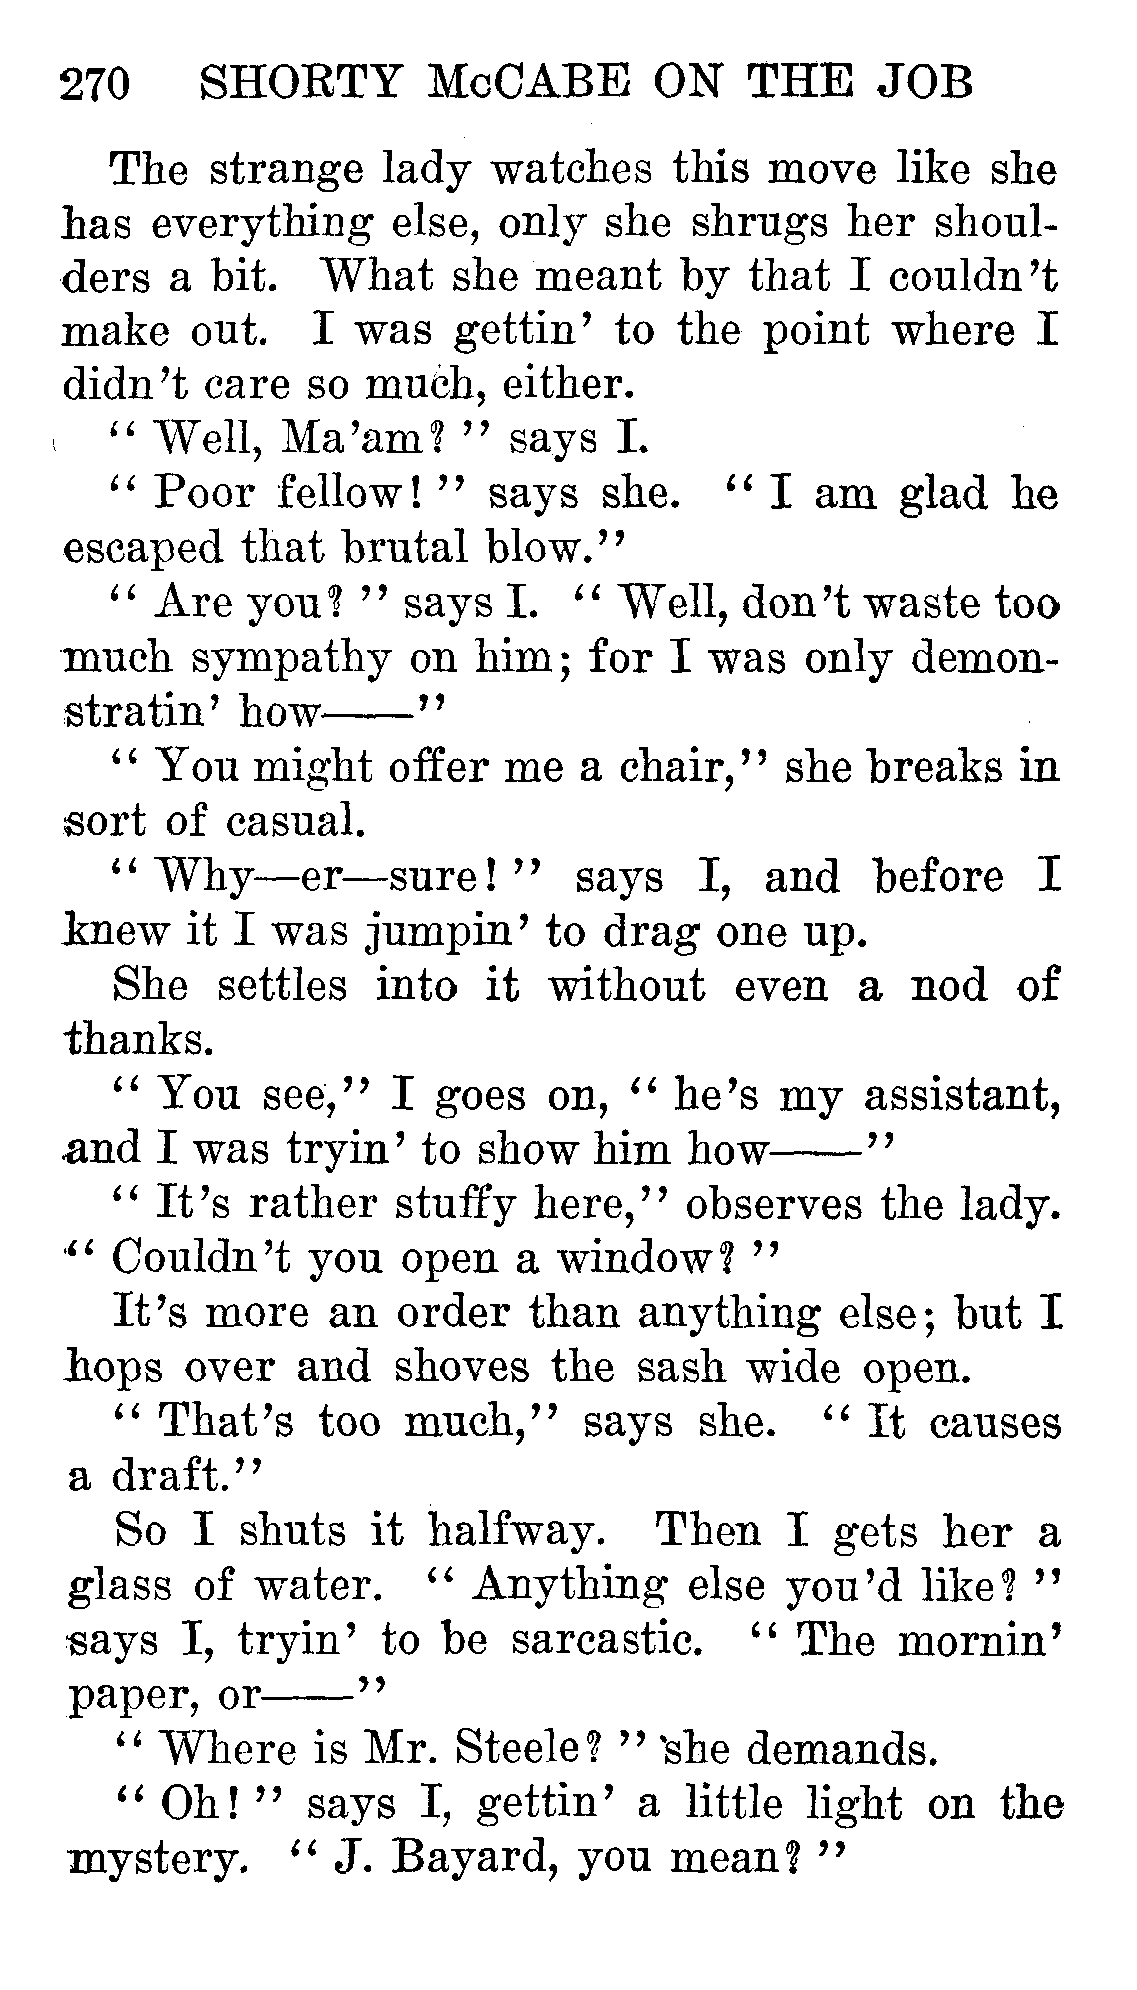 270 SHORTY McCABE ON THE JOB
The strange lady watches this move like she
has everything else, only she shrugs her shoul-
ders a bit. What she meant by that I couldn't
make out. I was gettin' to the point where I
didn't care so much, either.
" Well, Ma'am? " says I.
" Poor fellow! " says she. " I am glad he
escaped that brutal blow."
" Are you? " says I. " Well, don't waste too
much sympathy on him; for I was only demon-
stratin' how——"
" You might offer me a chair," she breaks in
sort of casual.
" Why—er—sure! " says I, and before I
knew it I was jumpin' to drag one up.
She settles into it without even a nod of
thanks.
" You see," I goes on, " he's my assistant,
and I was tryin' to show him how——"
" It's rather stuffy here," observes the lady.
" Couldn't you open a window? "
It's more an order than anything else; but I
hops over and shoves the sash wide open.
" That's too much," says she. " It causes
a draft."
So I shuts it halfway. Then I gets her a
glass of water. " Anything else you'd like? "
says I, tryin' to be sarcastic. " The mornin'
paper, or——"
" Where is Mr. Steele? " she demands.
" Oh! " says I, gettin' a little light on the
mystery. " J. Bayard, you mean? "